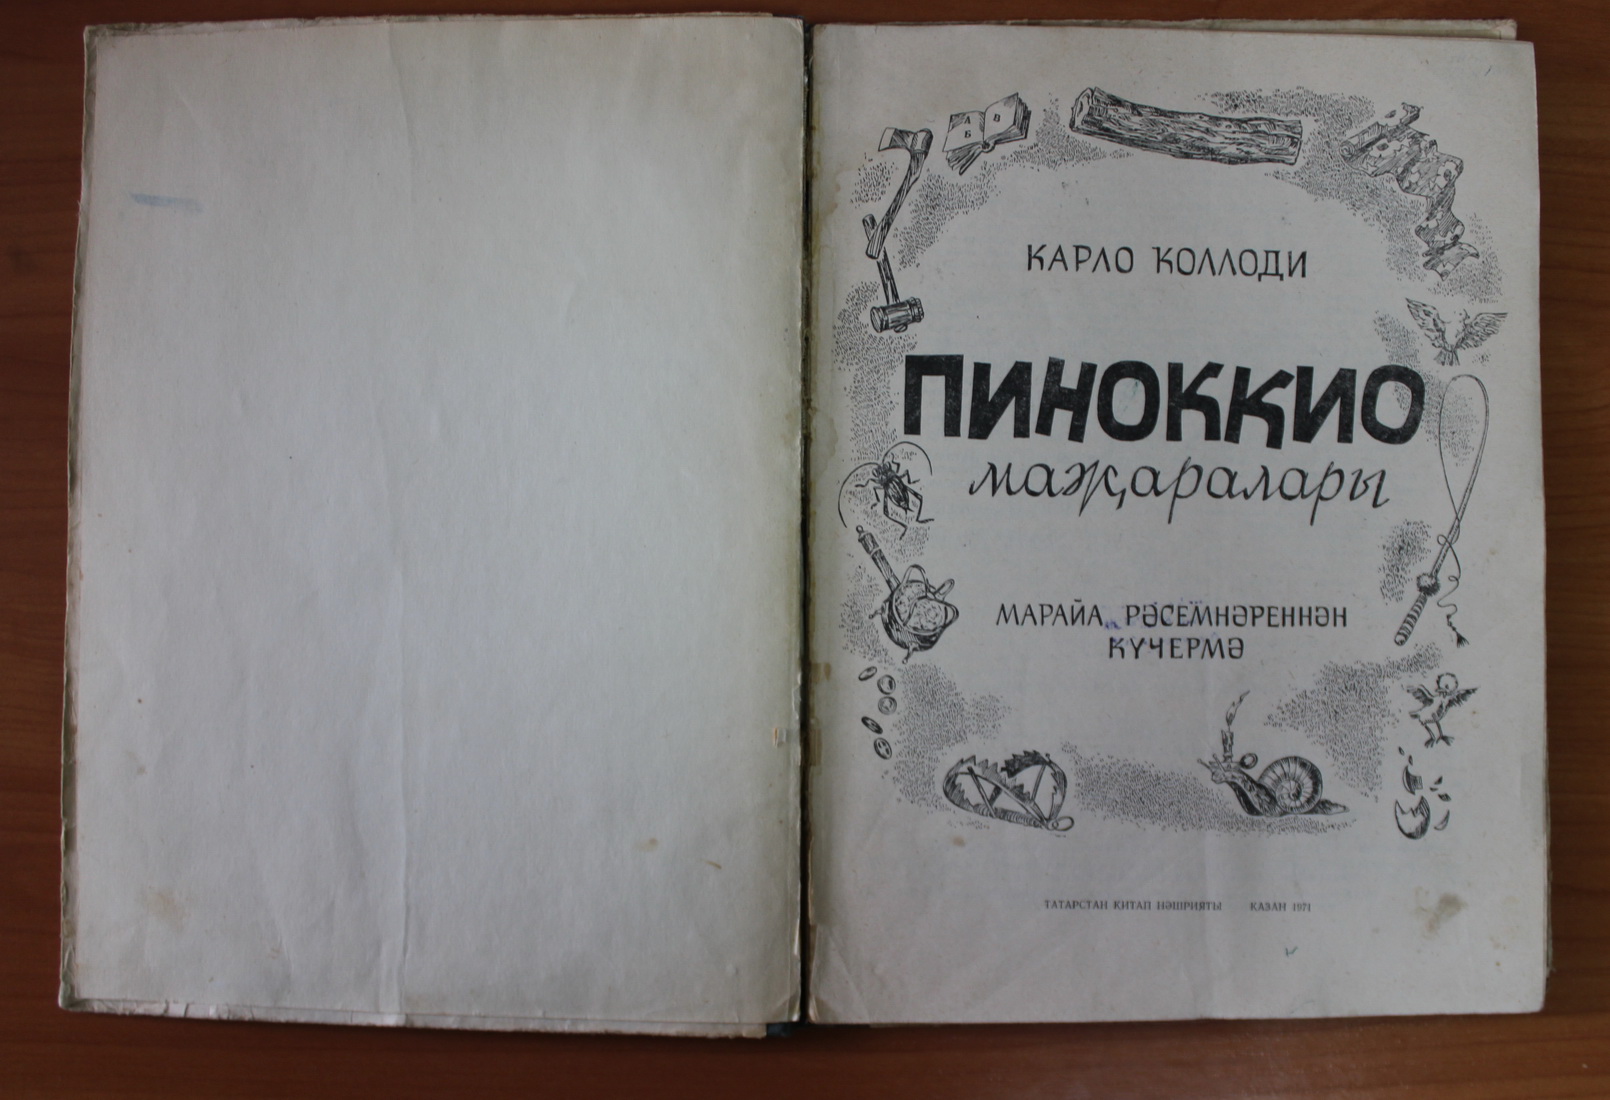 А
Б
В
КАРЛО КОЛЛОДИ
ПИНОККИО
маҗаралары
МАРАЙА РӘСЕМНӘРЕННӘН
КҮЧЕРМӘ
ТАТАРСТАН КИТАП НӘШРИЯТЫ КАЗАН 1971